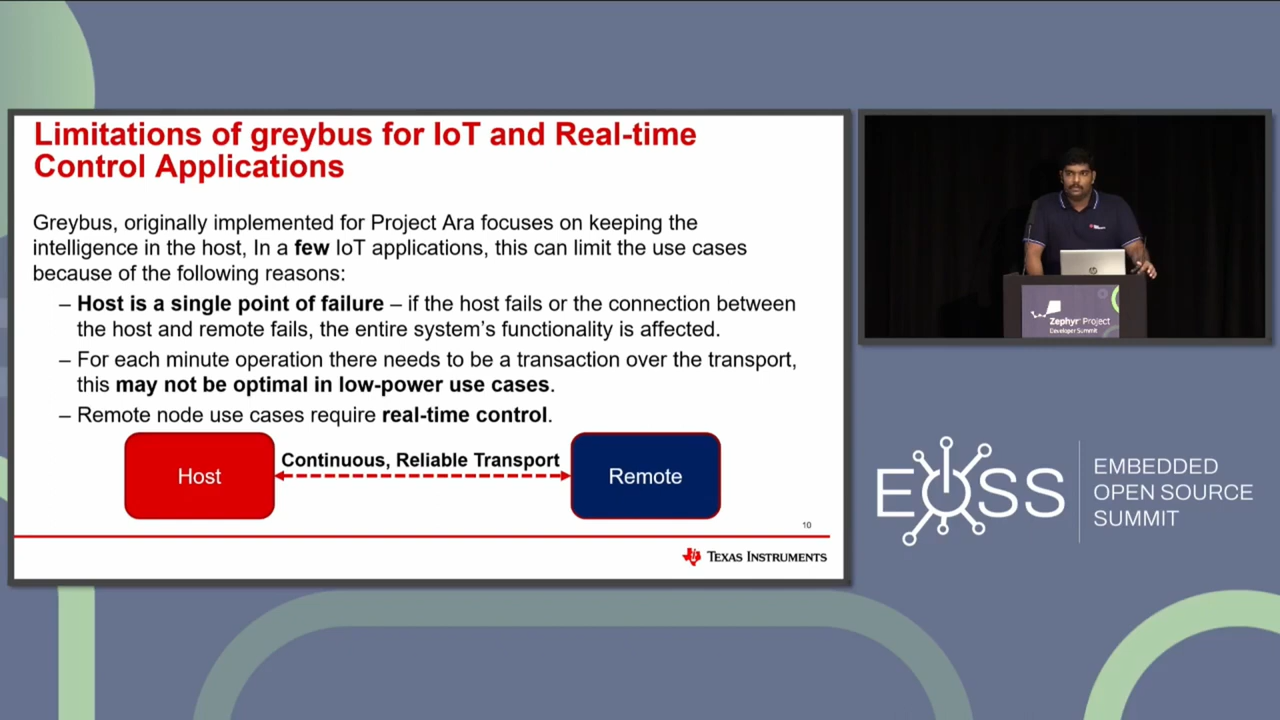 Limitations of greybus for IoT and Real-time
Control Applications
Greybus, originally implemented for Project Ara focuses on keeping the
intelligence in the host, In a few IoT applications, this can limit the use cases
because of the following reasons:
– Host is a single point of failure – if the host fails or the connection between
the host and remote fails, the entire system's functionality is affected.
– For each minute operation there needs to be a transaction over the transport,
this may not be optimal in low-power use cases.
– Remote node use cases require real-time control.
Host
Continuous, Reliable Transport
Remote
10
TEXAS INSTRUMENTS
Zephyr Project
Developer Summit
EOSS
EMBEDDED
OPEN SOURCE
SUMMIT